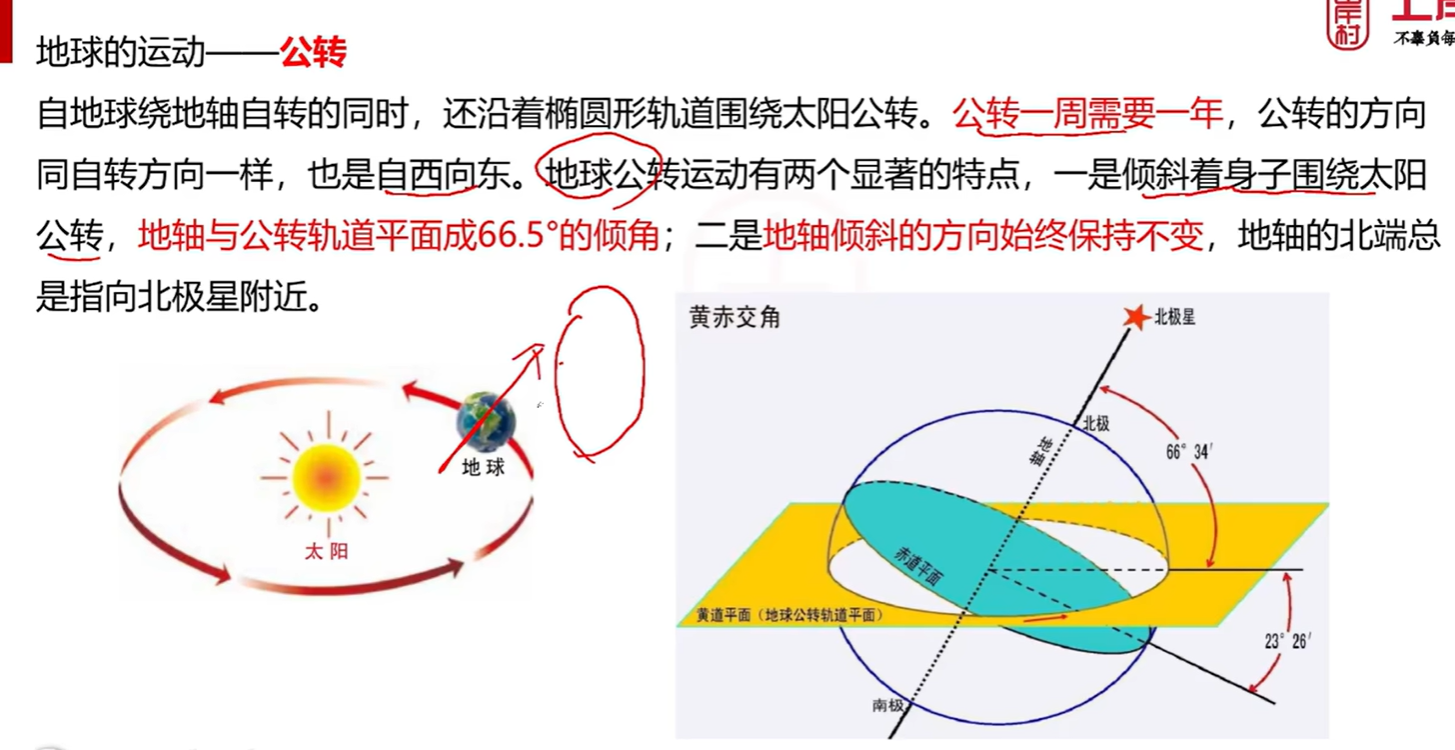 岸村
工岸
不辜負每
地球的运动——公转
自地球绕地轴自转的同时，还沿着椭圆形轨道围绕太阳公转。公转一周需要一年，公转的方向
同自转方向一样，也是自西向东。地球公转运动有两个显著的特点，一是倾斜着身子围绕太阳
公转，地轴与公转轨道平面成66.5°的倾角；二是地轴倾斜的方向始终保持不变，地轴的北端总
是指向北极星附近。
太阳
地球
黄赤交角
北极星
北极
地轴
66° 34′
赤道平面
黄道平面（地球公转轨道平面）
23° 26′
南极